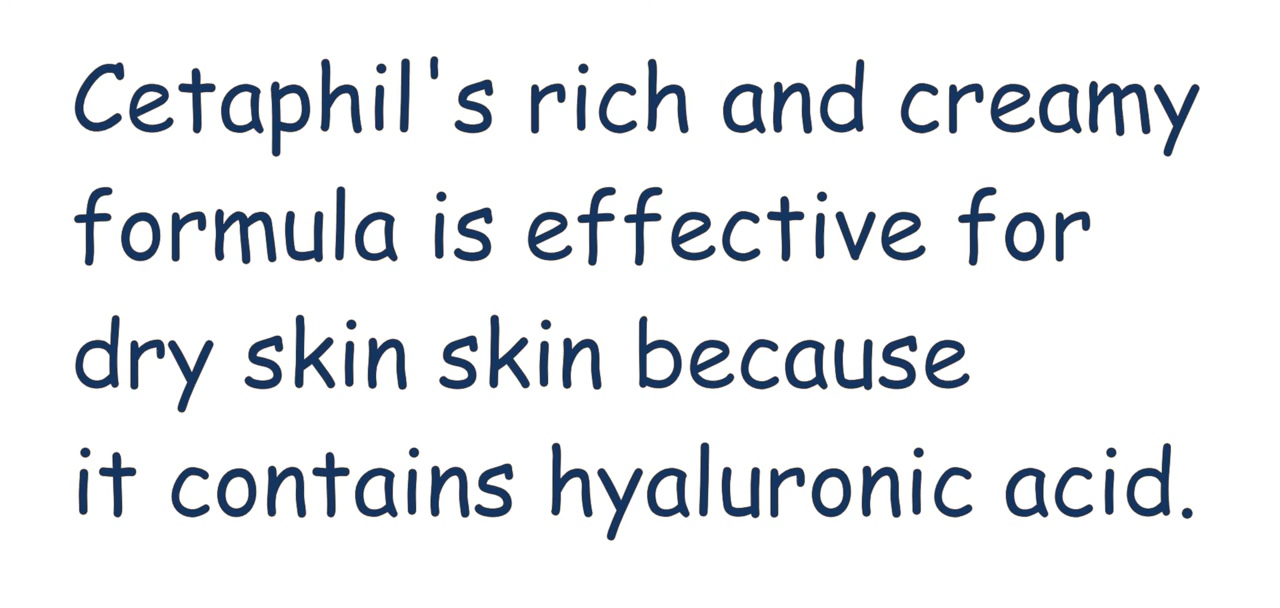 Cetaphil's rich and creamy
formula is effective for
dry skin skin because
it contains hyaluronic acid.